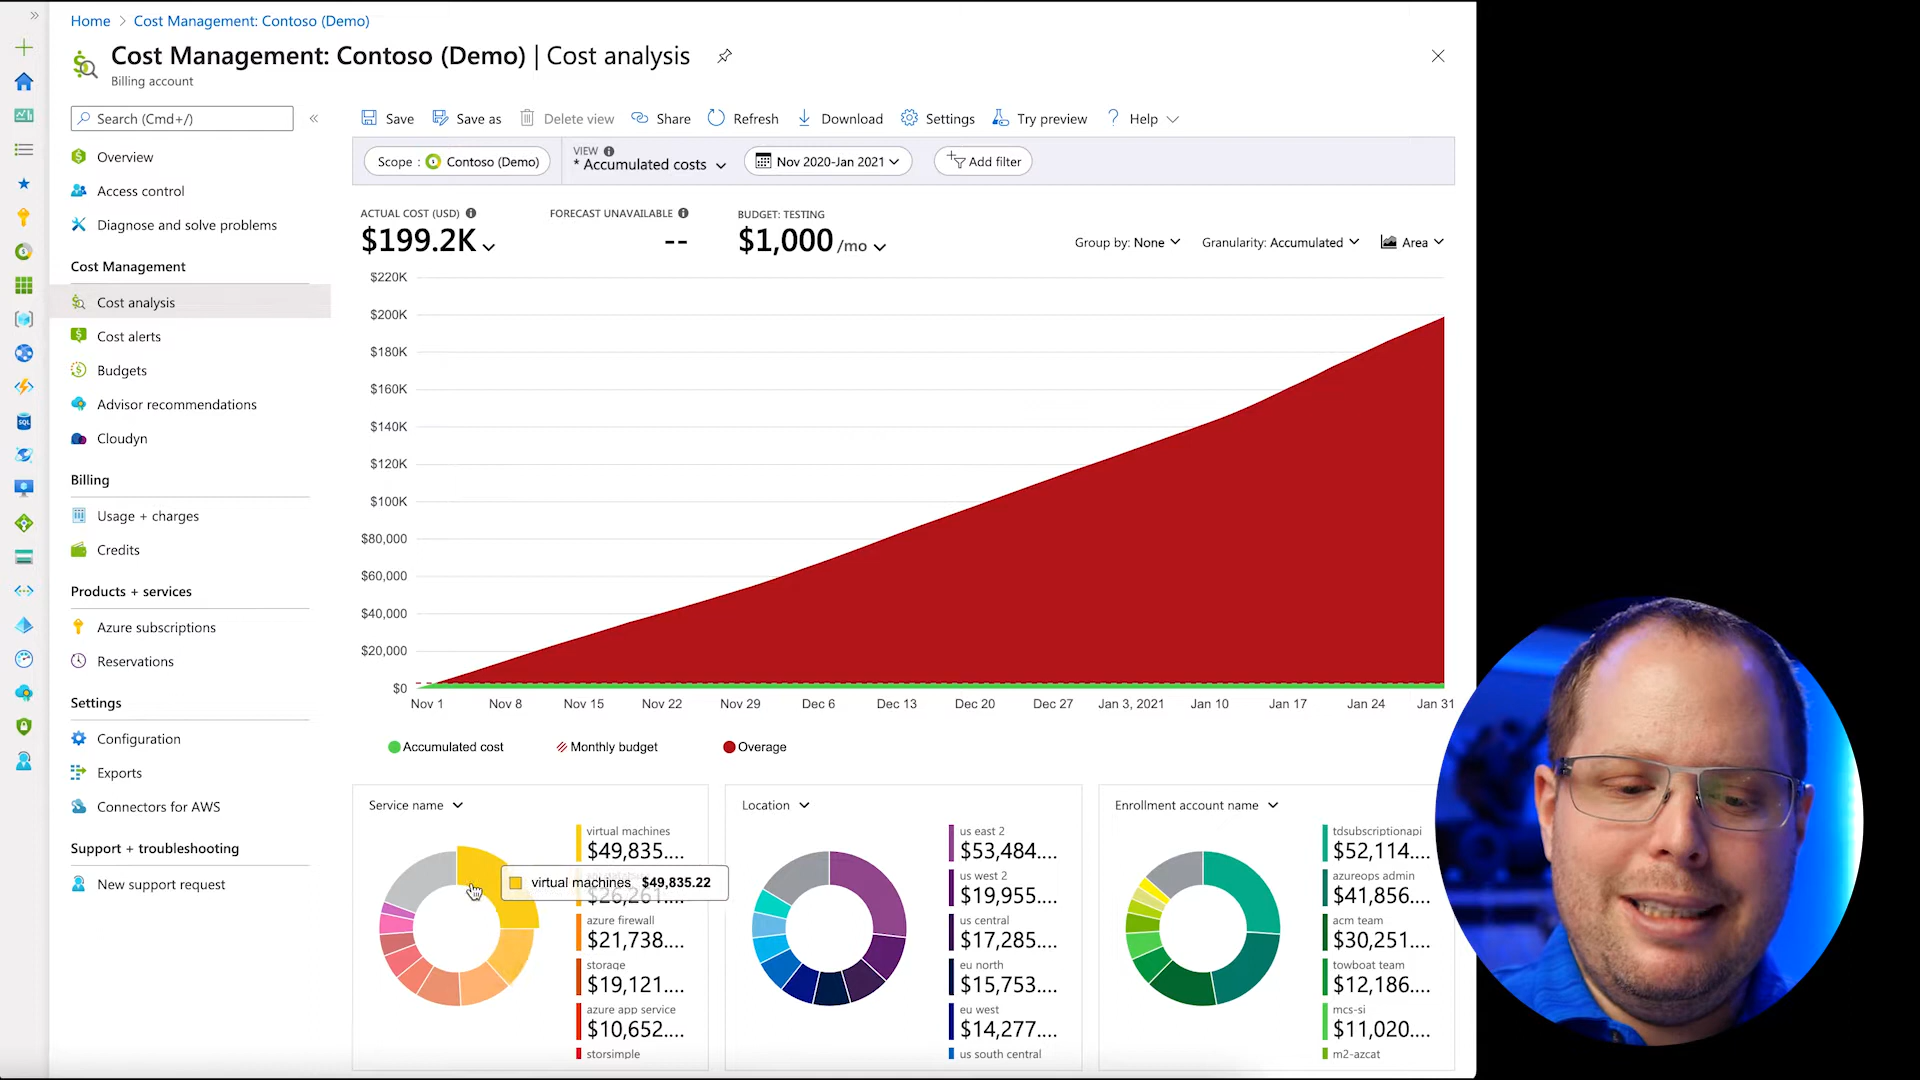 Home > Cost Management: Contoso (Demo)
Cost Management: Contoso (Demo) | Cost analysis
Billing account
Search (Cmd+/)
Overview
Access control
Diagnose and solve problems
Cost Management
Cost analysis
Cost alerts
Budgets
Advisor recommendations
Cloudyn
Billing
Usage + charges
Credits
Products + services
Azure subscriptions
Reservations
Settings
Configuration
Exports
Connectors for AWS
Support + troubleshooting
New support request
Save Save as Delete view Share Refresh Download Settings Try preview ? Help
Scope : Contoso (Demo)
VIEW
* Accumulated costs
Nov 2020-Jan 2021
Add filter
ACTUAL COST (USD)
$199.2K
FORECAST UNAVAILABLE
--
BUDGET: TESTING
$1,000 /mo
Group by: None
Granularity: Accumulated
Area
$220K
$200K
$180K
$160K
$140K
$120K
$100K
$80,000
$60,000
$40,000
$20,000
$0
Nov 1 Nov 8 Nov 15 Nov 22 Nov 29 Dec 6 Dec 13 Dec 20 Dec 27 Jan 3, 2021 Jan 10 Jan 17 Jan 24 Jan 31
Accumulated cost Monthly budget Overage
Service name
virtual machines
$49,835....
virtual machines $49,835.22
$26,261....
azure firewall
$21,738....
storage
$19,121....
azure app service
$10,652....
storsimple
Location
us east 2
$53,484....
us west 2
$19,955....
us central
$17,285....
eu north
$15,753....
eu west
$14,277....
us south central
Enrollment account name
tdsubscriptionapi
$52,114....
azureops admin
$41,856....
acm team
$30,251....
towboat team
$12,186....
mcs-si
$11,020....
m2-azcat